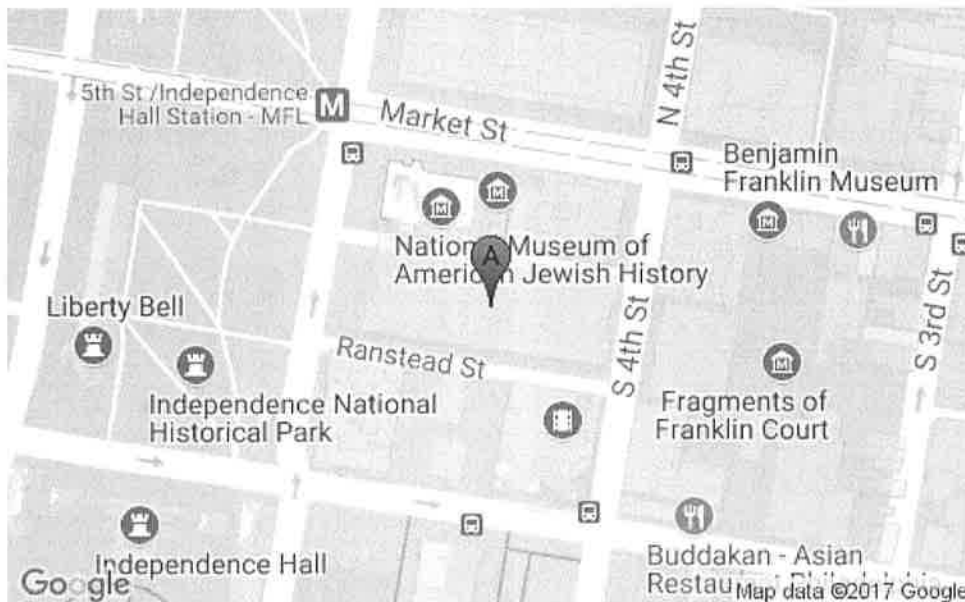 5th St /Independence
Hall Station - MFL
M
Market St
N 4th St
Benjamin
Franklin Museum
National Museum of
American Jewish History
A
Liberty Bell
Ranstead St
S 4th St
S 3rd St
Independence National
Historical Park
Fragments of
Franklin Court
Independence Hall
Buddakan - Asian
Restaurant Philadelphia
Google
Map data ©2017 Google